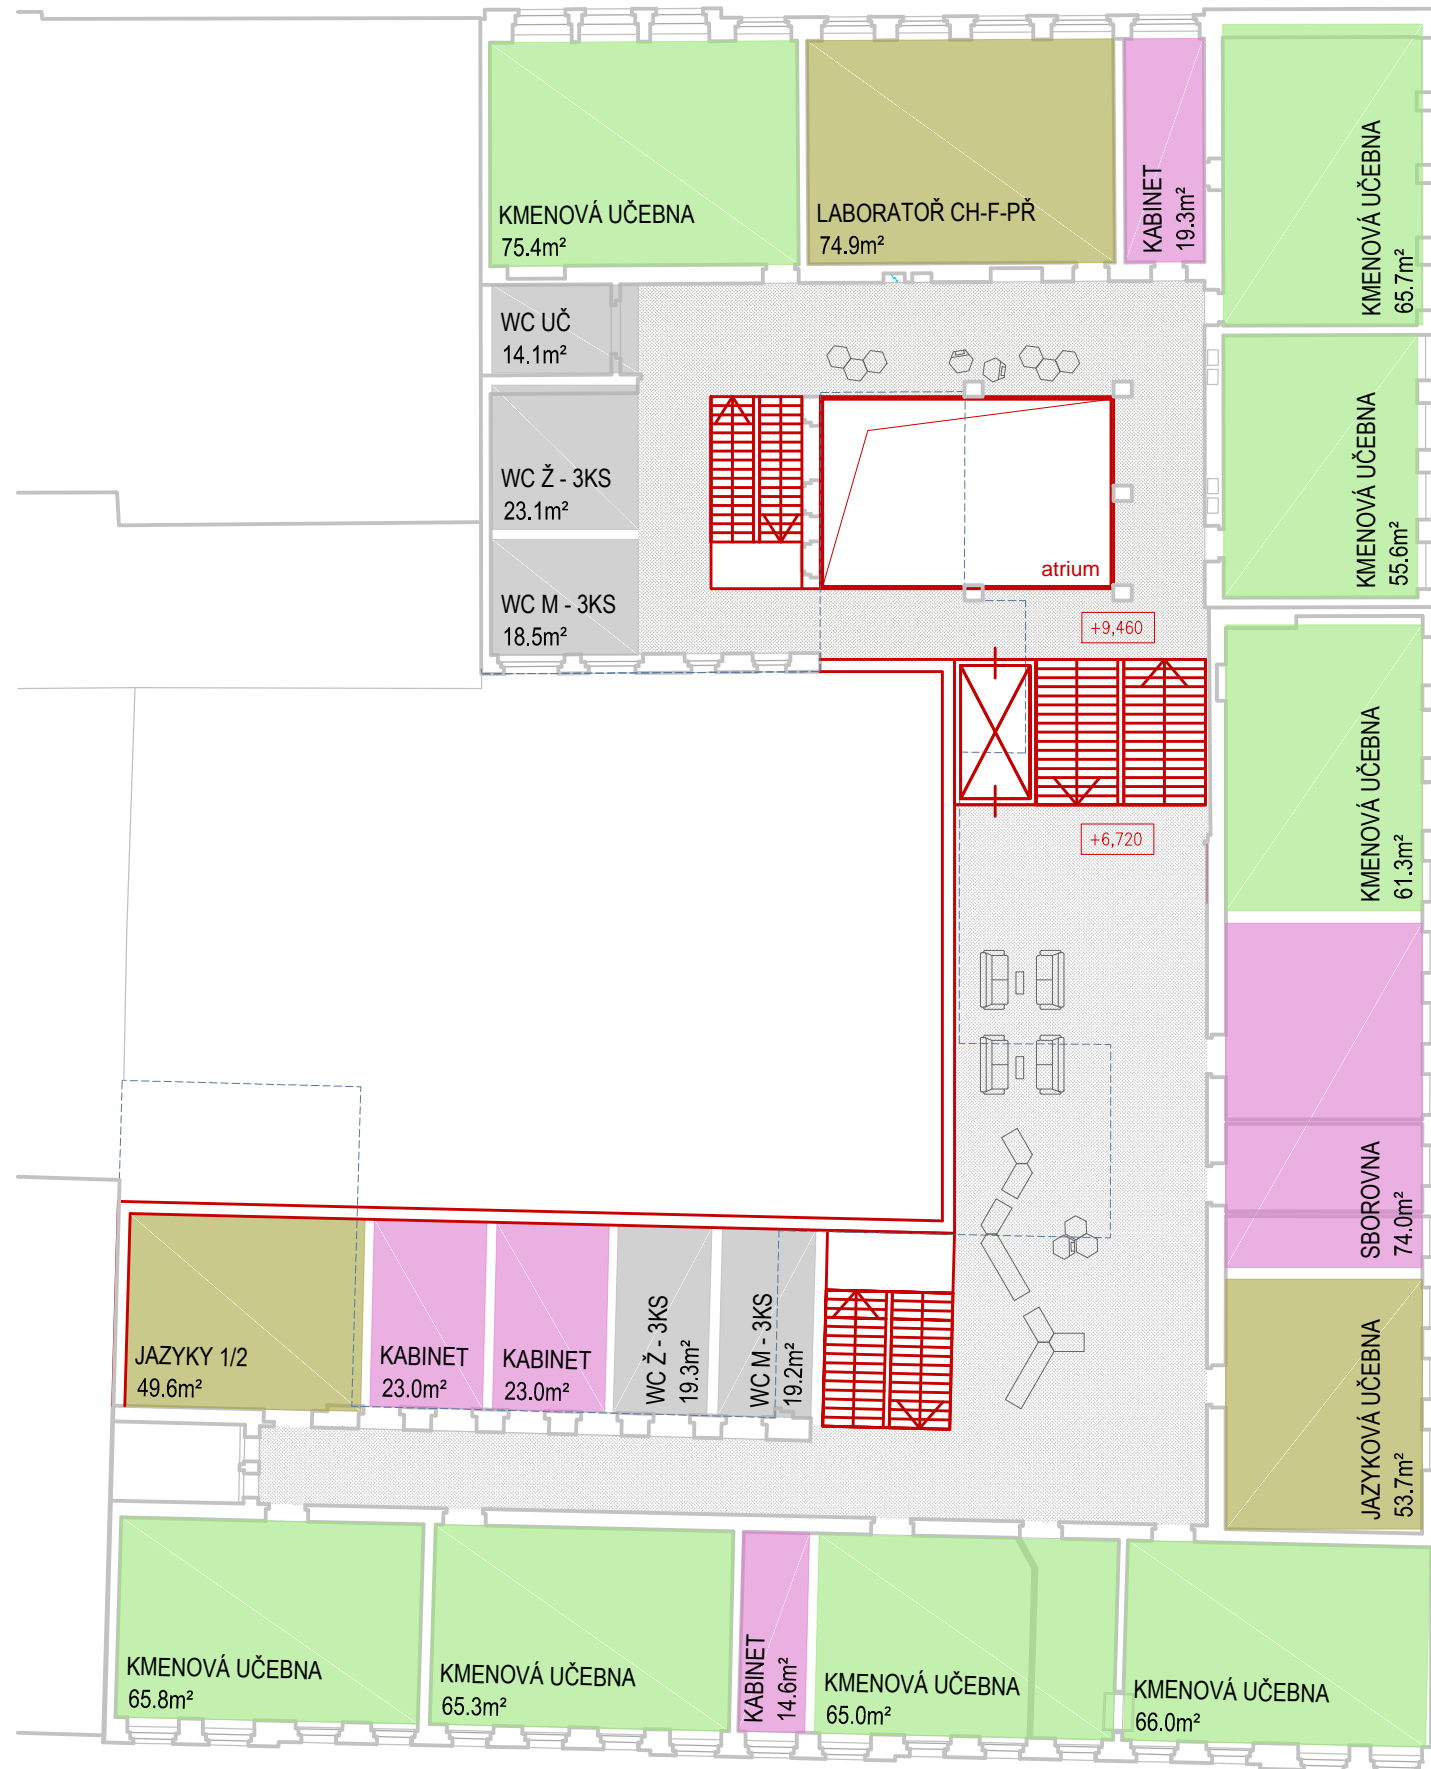 KMENOVÁ UČEBNA
75.4m²
LABORATOŘ CH-F-PŘ
74.9m²
KABINET
19.3m²
KMENOVÁ UČEBNA
65.7m²
WC UČ
14.1m²
WC Ž - 3KS
23.1m²
WC M - 3KS
18.5m²
KMENOVÁ UČEBNA
55.6m²
atrium
+9,460
+6,720
KMENOVÁ UČEBNA
61.3m²
SBOROVNA
74.0m²
JAZYKY 1/2
49.6m²
KABINET
23.0m²
KABINET
23.0m²
WC Ž - 3KS
19.3m²
WC M - 3KS
19.2m²
JAZYKOVÁ UČEBNA
53.7m²
KMENOVÁ UČEBNA
65.8m²
KMENOVÁ UČEBNA
65.3m²
KABINET
14.6m²
KMENOVÁ UČEBNA
65.0m²
KMENOVÁ UČEBNA
66.0m²